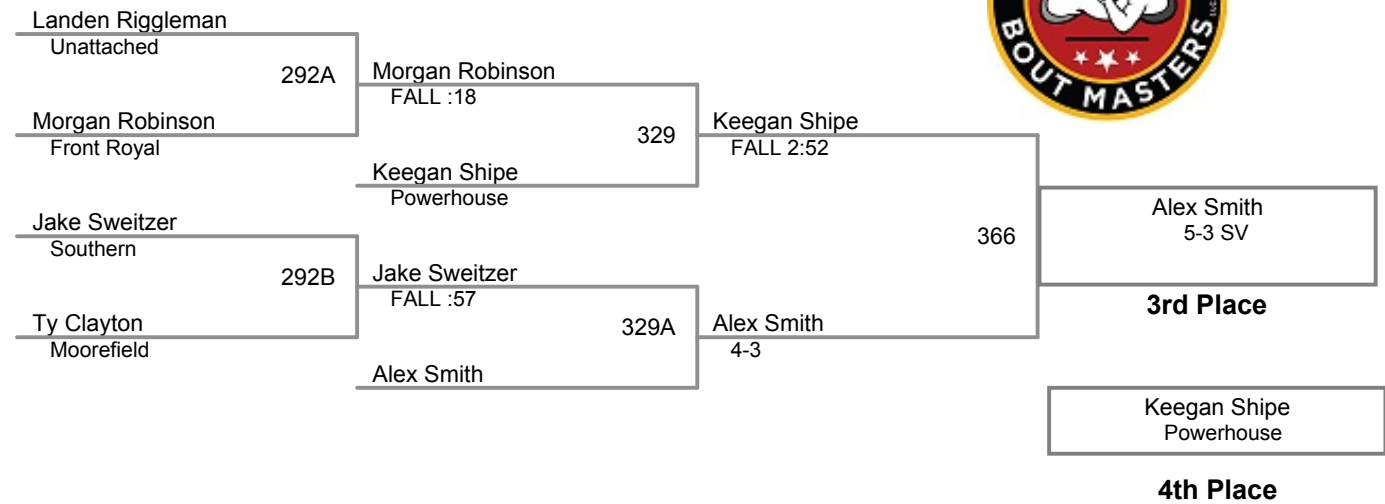 Landen Riggleman
Unattached
292A
Morgan Robinson
Front Royal
Morgan Robinson
FALL :18
329
Keegan Shipe
Powerhouse
Keegan Shipe
FALL 2:52
Jake Sweitzer
Southern
292B
Ty Clayton
Moorefield
Jake Sweitzer
FALL :57
329A
Alex Smith
Alex Smith
4-3
366
Alex Smith
5-3 SV
3rd Place
Keegan Shipe
Powerhouse
4th Place
BOUT MASTERS